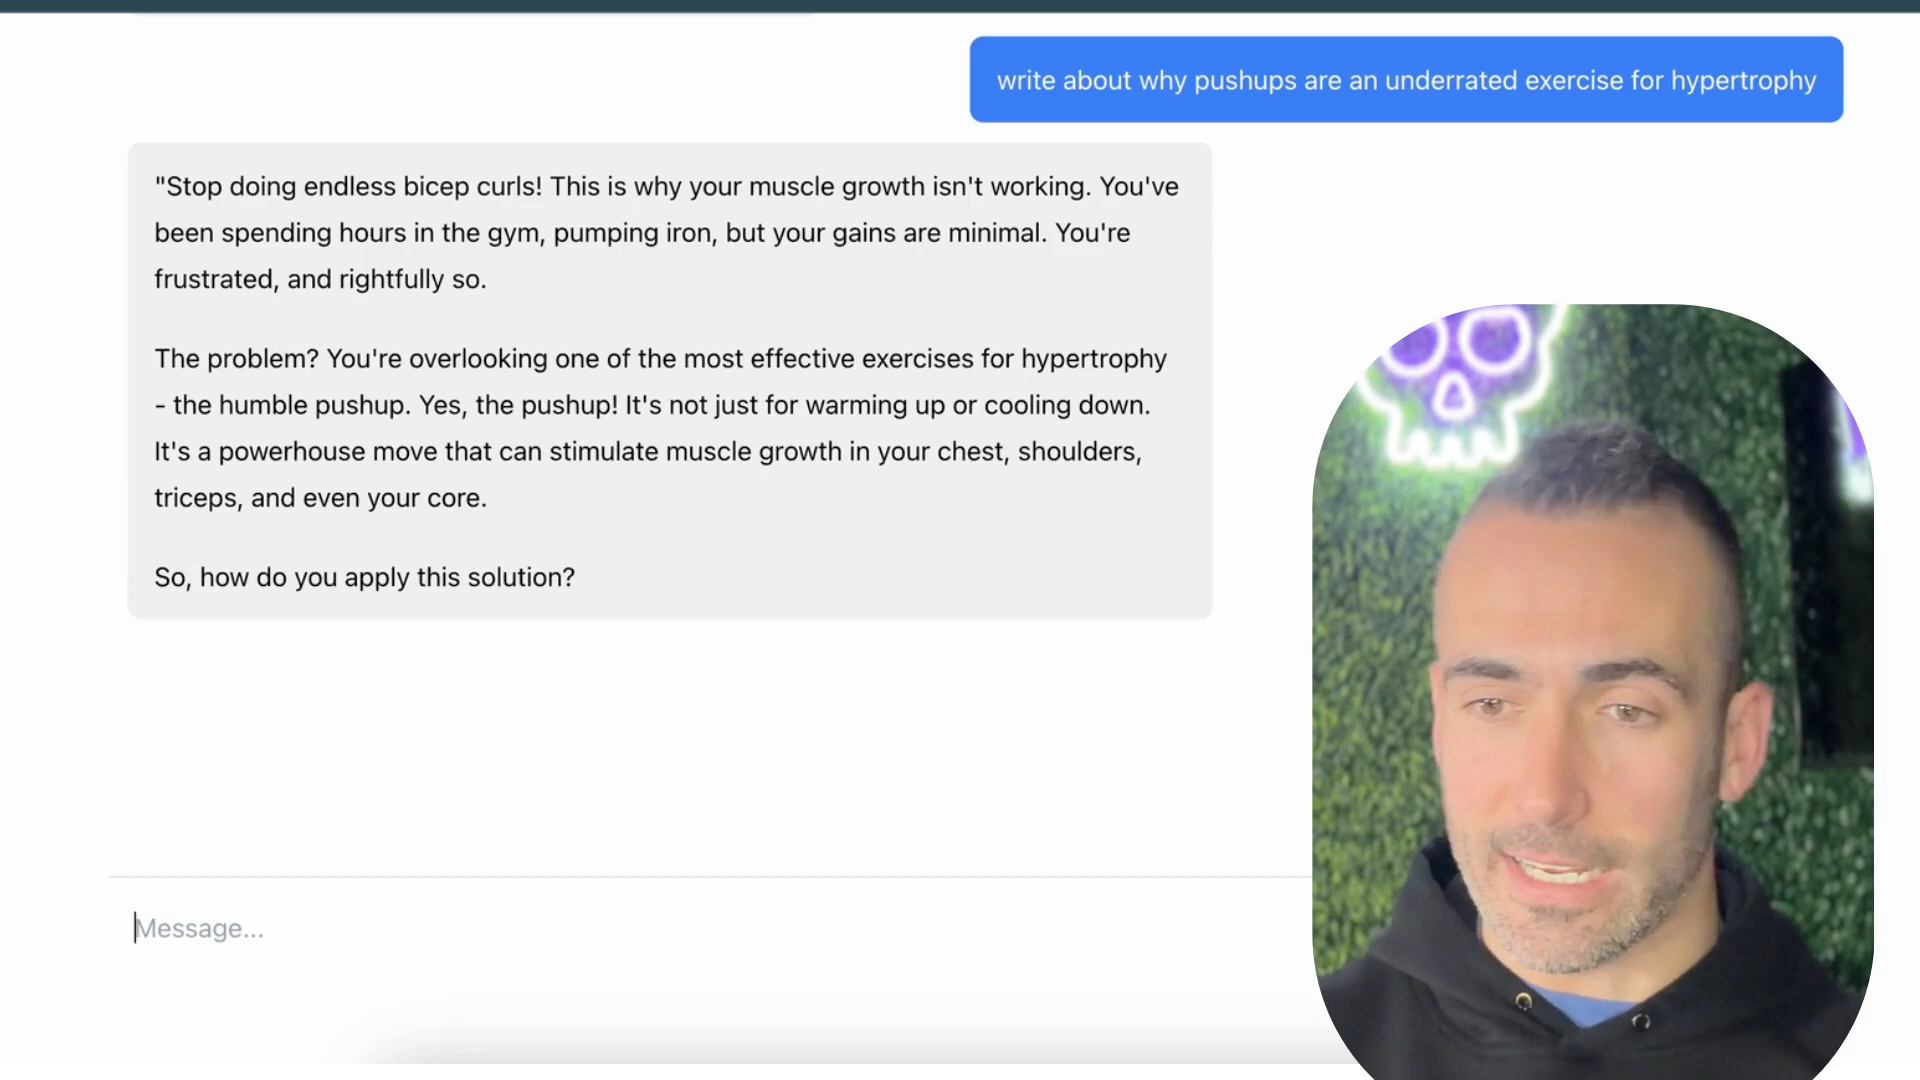 write about why pushups are an underrated exercise for hypertrophy
"Stop doing endless bicep curls! This is why your muscle growth isn't working. You've
been spending hours in the gym, pumping iron, but your gains are minimal. You're
frustrated, and rightfully so.
The problem? You're overlooking one of the most effective exercises for hypertrophy
- the humble pushup. Yes, the pushup! It's not just for warming up or cooling down.
It's a powerhouse move that can stimulate muscle growth in your chest, shoulders,
triceps, and even your core.
So, how do you apply this solution?
Message...